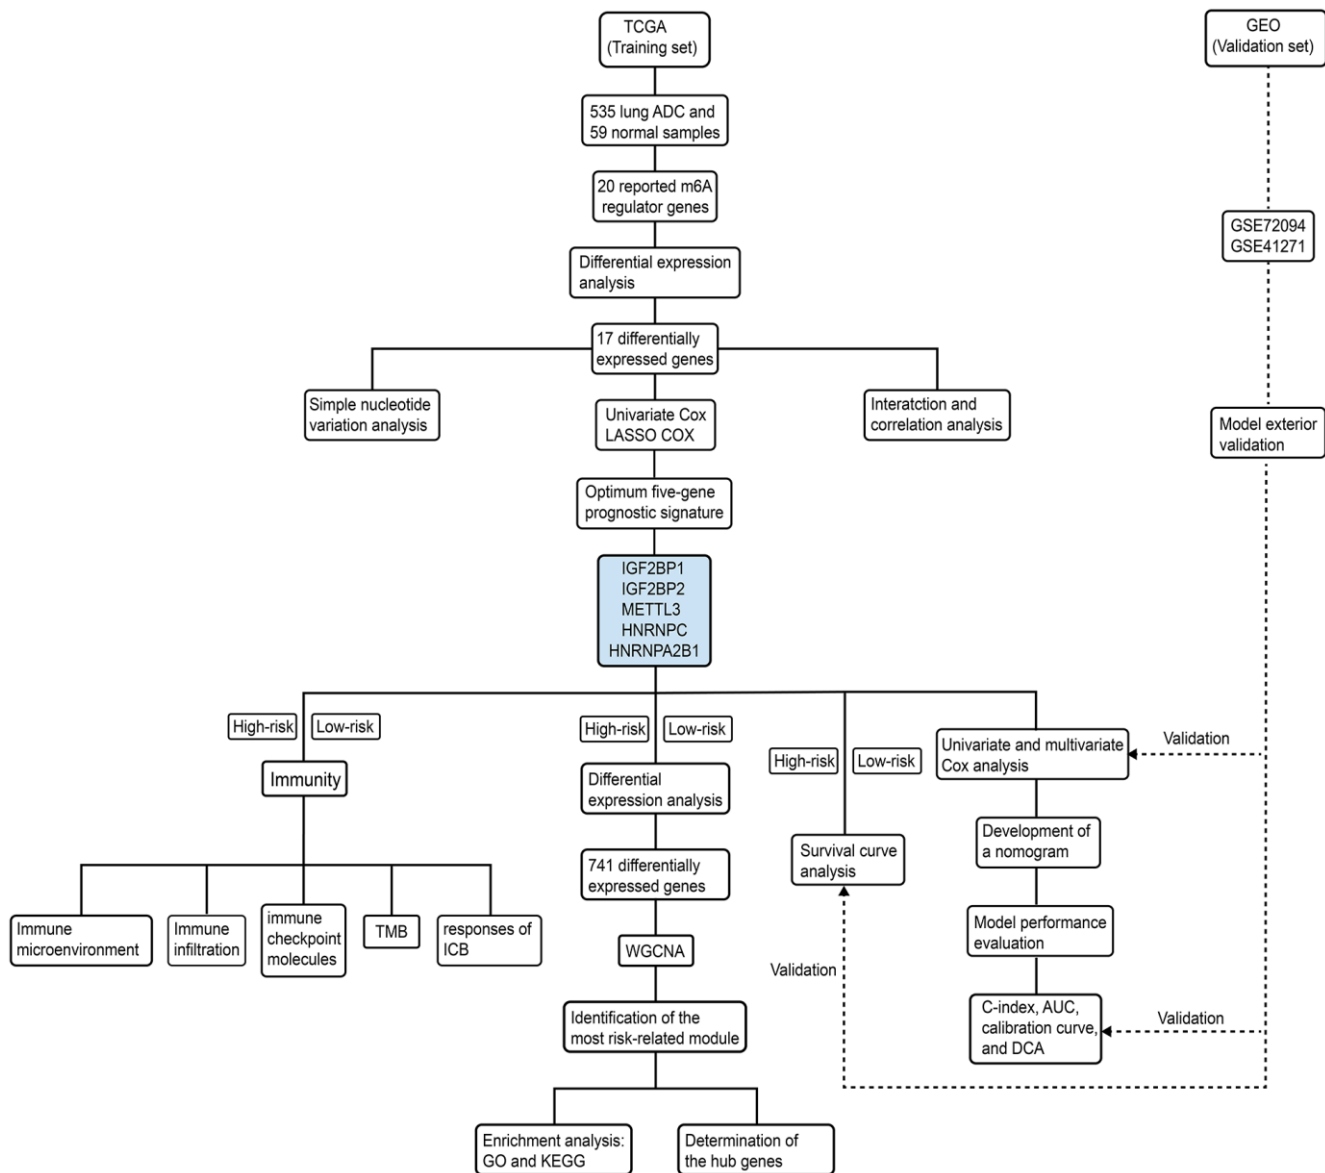 TCGA
(Training set)
GEO
(Validation set)
535 lung ADC and
59 normal samples
20 reported m6A
regulator genes
GSE72094
GSE41271
Differential expression
analysis
17 differentially
expressed genes
Simple nucleotide
variation analysis
Univariate Cox
LASSO COX
Interatction and
correlation analysis
Model exterior
validation
Optimum five-gene
prognostic signature
IGF2BP1
IGF2BP2
METTL3
HNRNPC
HNRNPA2B1
High-risk
Low-risk
High-risk
Low-risk
High-risk
Low-risk
Univariate and multivariate
Cox analysis
Validation
Immunity
Differential
expression analysis
Development of
a nomogram
Survival curve
analysis
741 differentially
expressed genes
Immune
microenvironment
Immune
infiltration
immune
checkpoint
molecules
TMB
responses of
ICB
WGCNA
Model performance
evaluation
Validation
Identification of the
most risk-related module
C-index, AUC,
calibration curve,
and DCA
Validation
Enrichment analysis:
GO and KEGG
Determination of
the hub genes